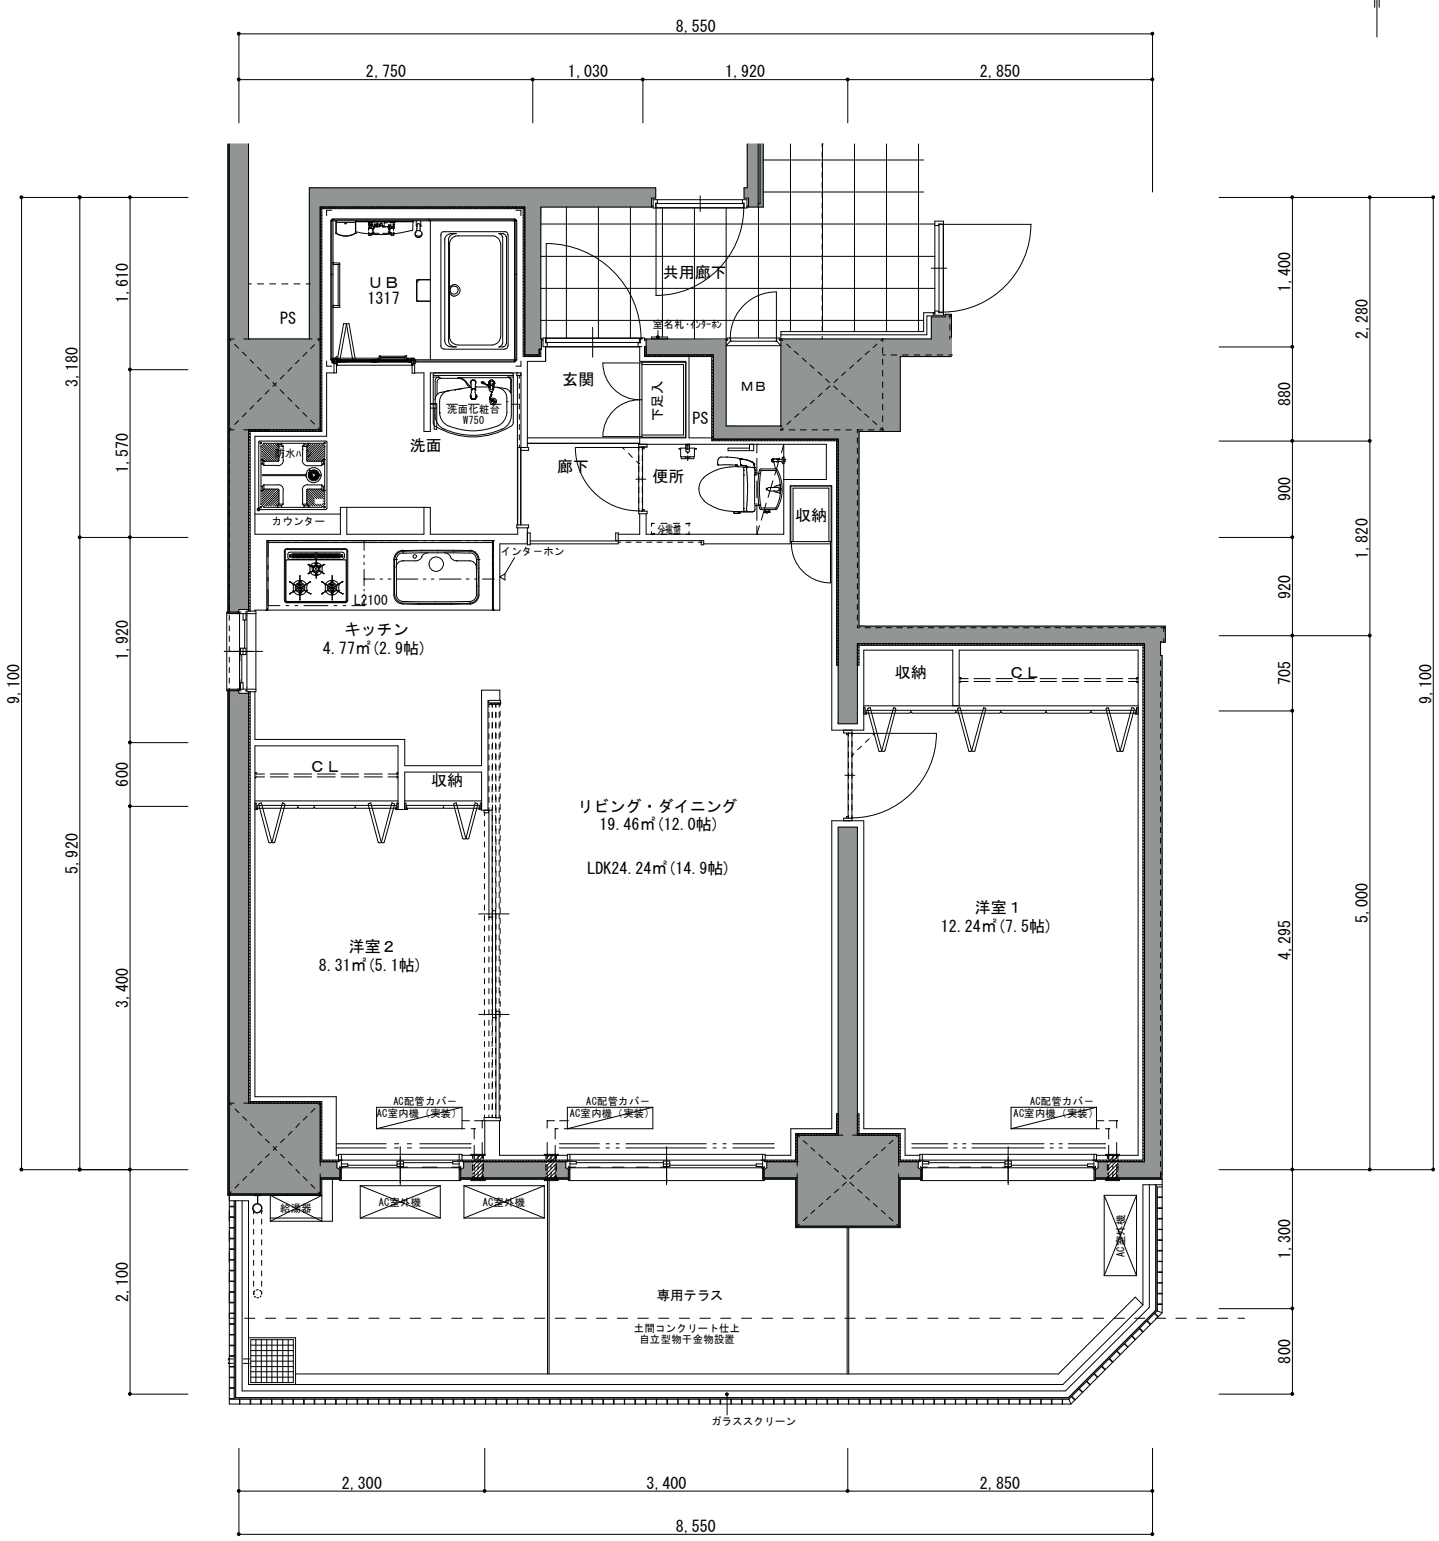 8,550
2,750
1,030
1,920
2,850
共用廊下
UB
1317
PS
室名札・インターホン
玄関
下足入
PS
MB
洗面化粧台
W750
洗面
防水パン
カウンター
廊下
便所
分電盤
収納
インターホン
L2100
キッチン
4.77㎡(2.9帖)
収納
CL
CL
収納
リビング・ダイニング
19.46㎡(12.0帖)
LDK24.24㎡(14.9帖)
洋室1
12.24㎡(7.5帖)
洋室2
8.31㎡(5.1帖)
AC配管カバー
AC室内機（実装）
AC配管カバー
AC室内機（実装）
AC配管カバー
AC室内機（実装）
給湯器
AC室外機
AC室外機
AC室外機
専用テラス
土間コンクリート仕上
自立型物干金物設置
ガラススクリーン
9,100
3,180
5,920
1,610
1,570
1,920
600
3,400
2,100
1,400
880
900
920
705
4,295
1,300
800
2,280
1,820
5,000
9,100
2,300
3,400
2,850
8,550